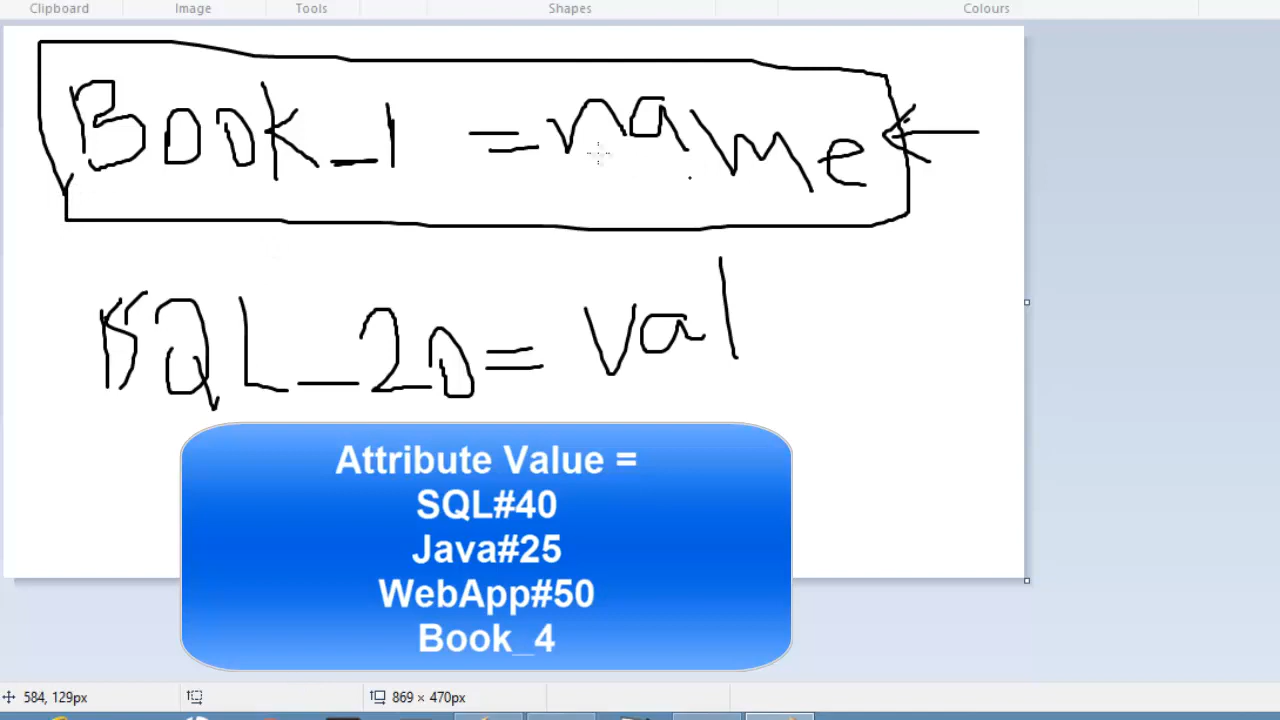 Clipboard Image Tools Shapes Colours
Book_1 = name
SQL_20 = val
Attribute Value =
SQL#40
Java#25
WebApp#50
Book_4
584, 129px 869 × 470px